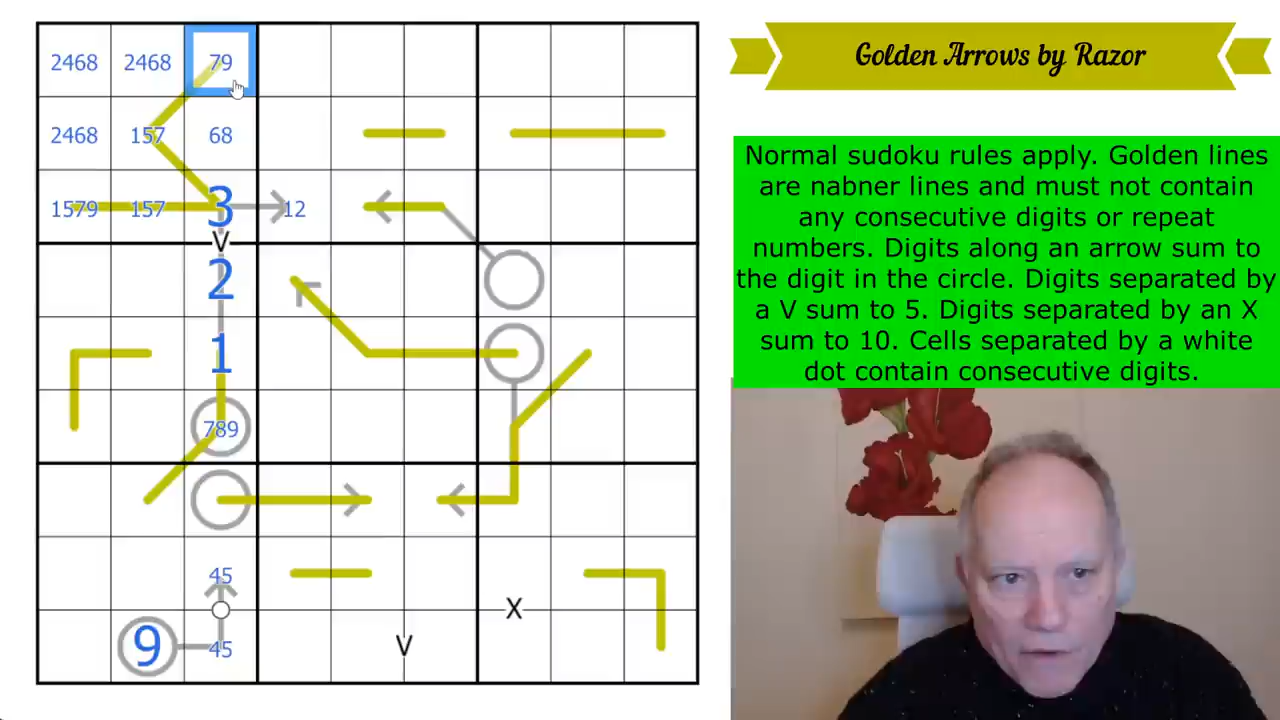 Golden Arrows by Razor
Normal sudoku rules apply. Golden lines
are nabner lines and must not contain
any consecutive digits or repeat
numbers. Digits along an arrow sum to
the digit in the circle. Digits separated by
a V sum to 5. Digits separated by an X
sum to 10. Cells separated by a white
dot contain consecutive digits.
2468 2468 79
2468 157 68
1579 157 3 12
V
2
1
789
45
X
9 45 V